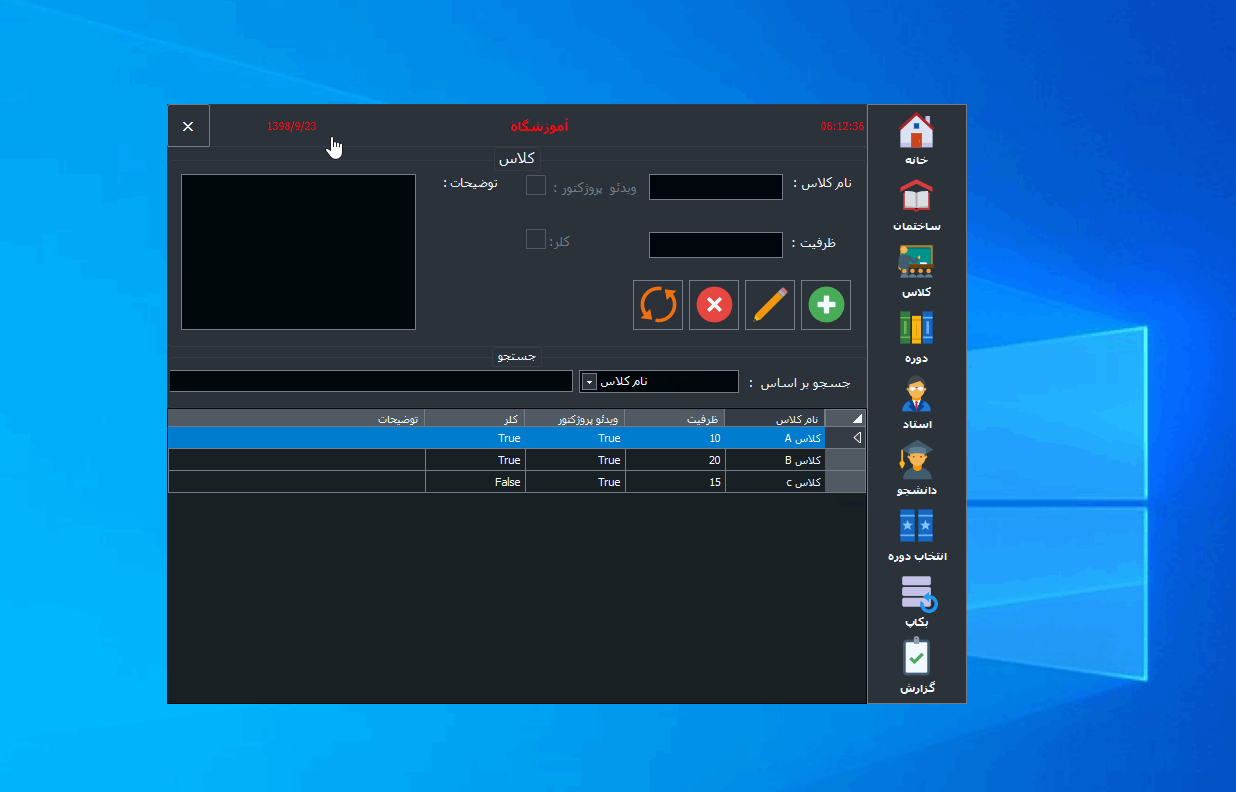 06:12:36
آموزشگاه
1398/9/23
کلاس
نام کلاس :
ویدئو پروژکتور :
توضیحات :
ظرفیت :
کلر:
جستجو
جسنجو بر اساس :
نام کلاس
نام کلاس ظرفیت ویدئو پروژکتور کلر توضیحات
کلاس A 10 True True
کلاس B 20 True True
کلاس c 15 True False
خانه
ساختمان
کلاس
دوره
استاد
دانشجو
انتخاب دوره
بکاپ
گزارش